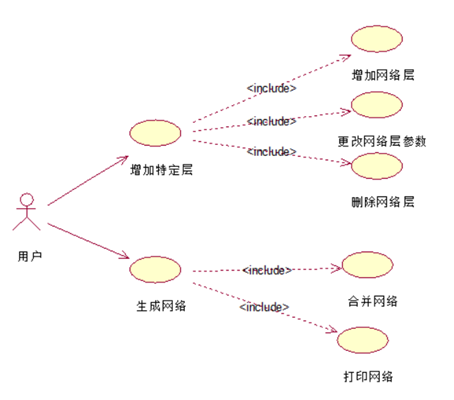 增加网络层
<include>
更改网络层参数
<include>
<include>
增加特定层
删除网络层
用户
<include>
生成网络
合并网络
<include>
打印网络